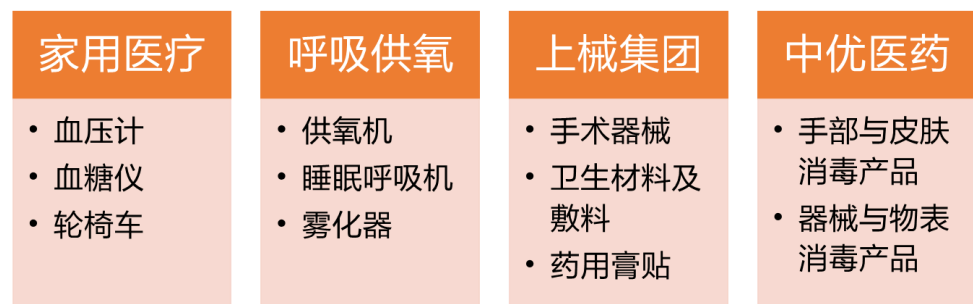 家用医疗
• 血压计
• 血糖仪
• 轮椅车
呼吸供氧
• 供氧机
• 睡眠呼吸机
• 雾化器
上械集团
• 手术器械
• 卫生材料及
敷料
• 药用膏贴
中优医药
• 手部与皮肤
消毒产品
• 器械与物表
消毒产品